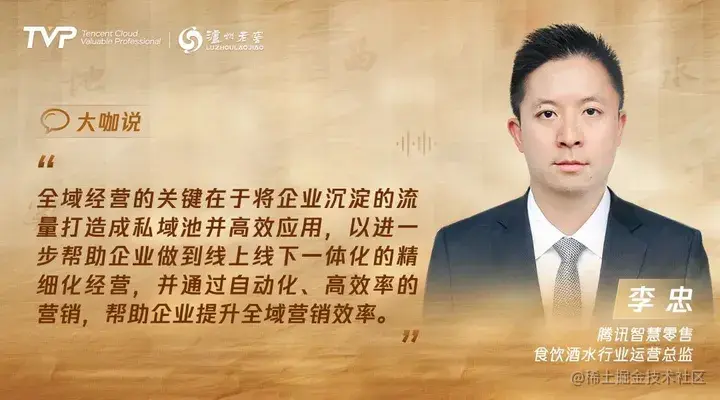 TVP Tencent Cloud Valuable Professional
泸州老窖
LUZHOULAOJIAO
大咖说
“
全域经营的关键在于将企业沉淀的流
量打造成私域池并高效应用，以进一
步帮助企业做到线上线下一体化的精
细化经营，并通过自动化、高效率的
营销，帮助企业提升全域营销效率。
”
李忠
腾讯智慧零售
食饮酒水行业运营总监
@稀土掘金技术社区